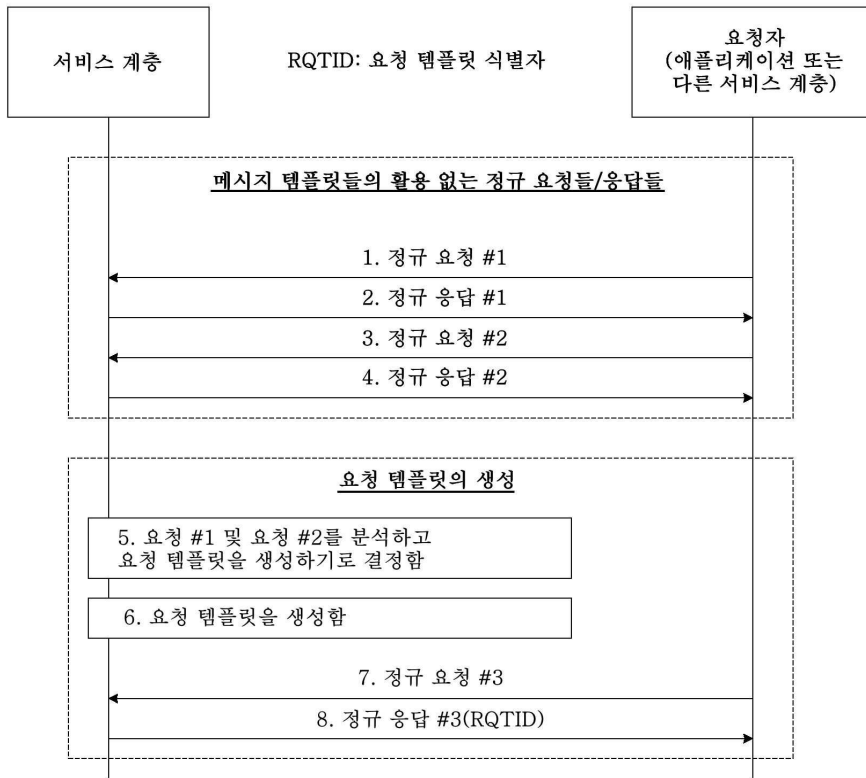 서비스 계층
RQTID: 요청 템플릿 식별자
요청자
(애플리케이션 또는
다른 서비스 계층)
메시지 템플릿들의 활용 없는 정규 요청들/응답들
1. 정규 요청 #1
2. 정규 응답 #1
3. 정규 요청 #2
4. 정규 응답 #2
요청 템플릿의 생성
5. 요청 #1 및 요청 #2를 분석하고
요청 템플릿을 생성하기로 결정함
6. 요청 템플릿을 생성함
7. 정규 요청 #3
8. 정규 응답 #3(RQTID)